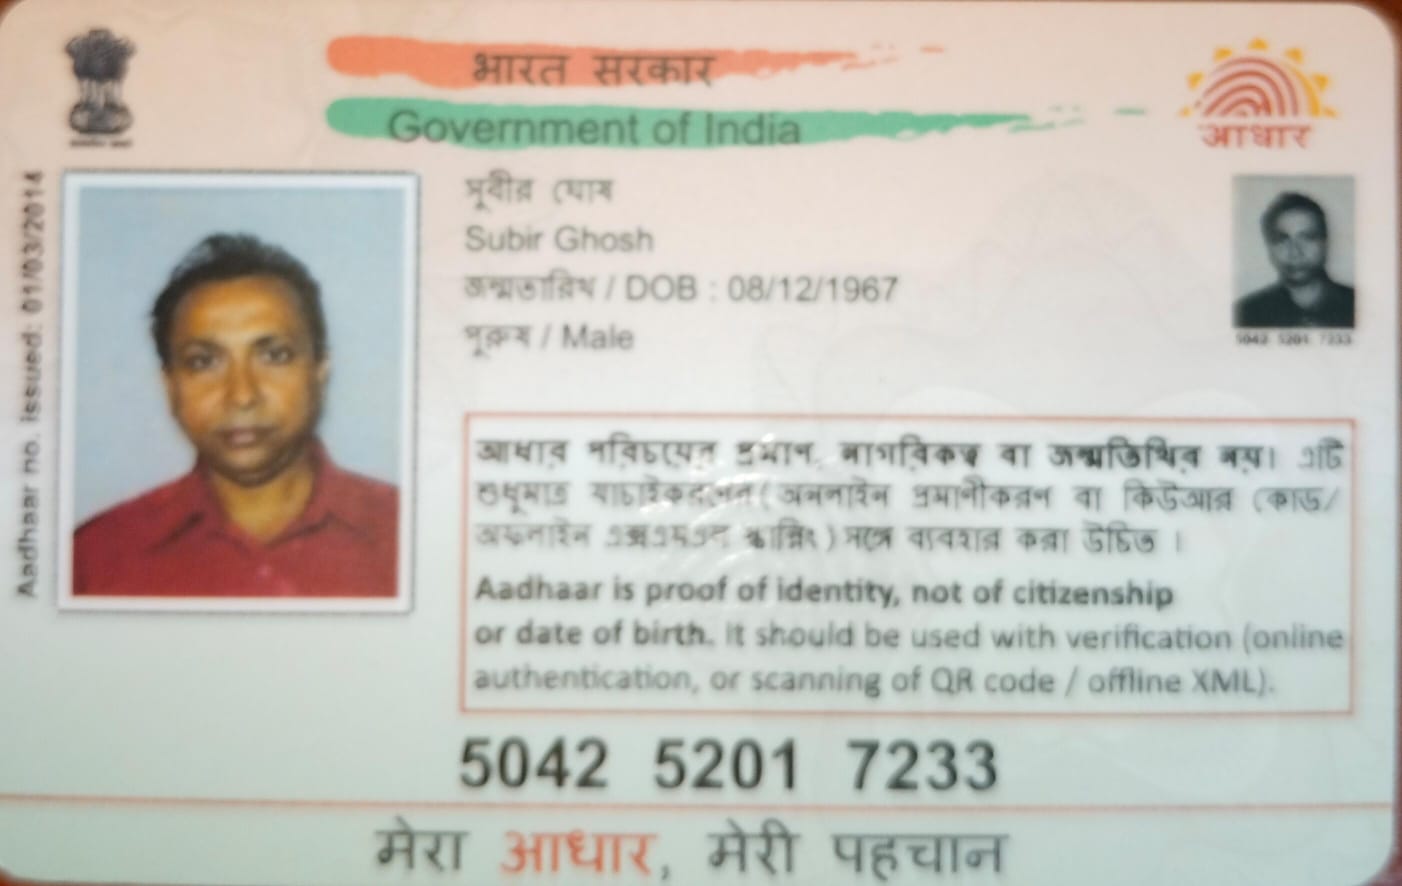 भारत सरकार
Government of India
आधार
Aadhaar no. issued: 01/03/2014
সুবীর ঘোষ
Subir Ghosh
জন্মতারিখ / DOB : 08/12/1967
পুরুষ / Male
5042 5201 7233
আধার পরিচয়ের প্রমাণ, নাগরিকত্ব বা জন্মতিথির নয়। এটি
শুধুমাত্র যাচাইকরণের (অনলাইন প্রমাণীকরণ বা কিউআর কোড/
অফলাইন এক্সএমএল স্ক্যানিং) সঙ্গে ব্যবহার করা উচিত ।
Aadhaar is proof of identity, not of citizenship
or date of birth. It should be used with verification (online
authentication, or scanning of QR code / offline XML).
5042 5201 7233
मेरा आधार, मेरी पहचान